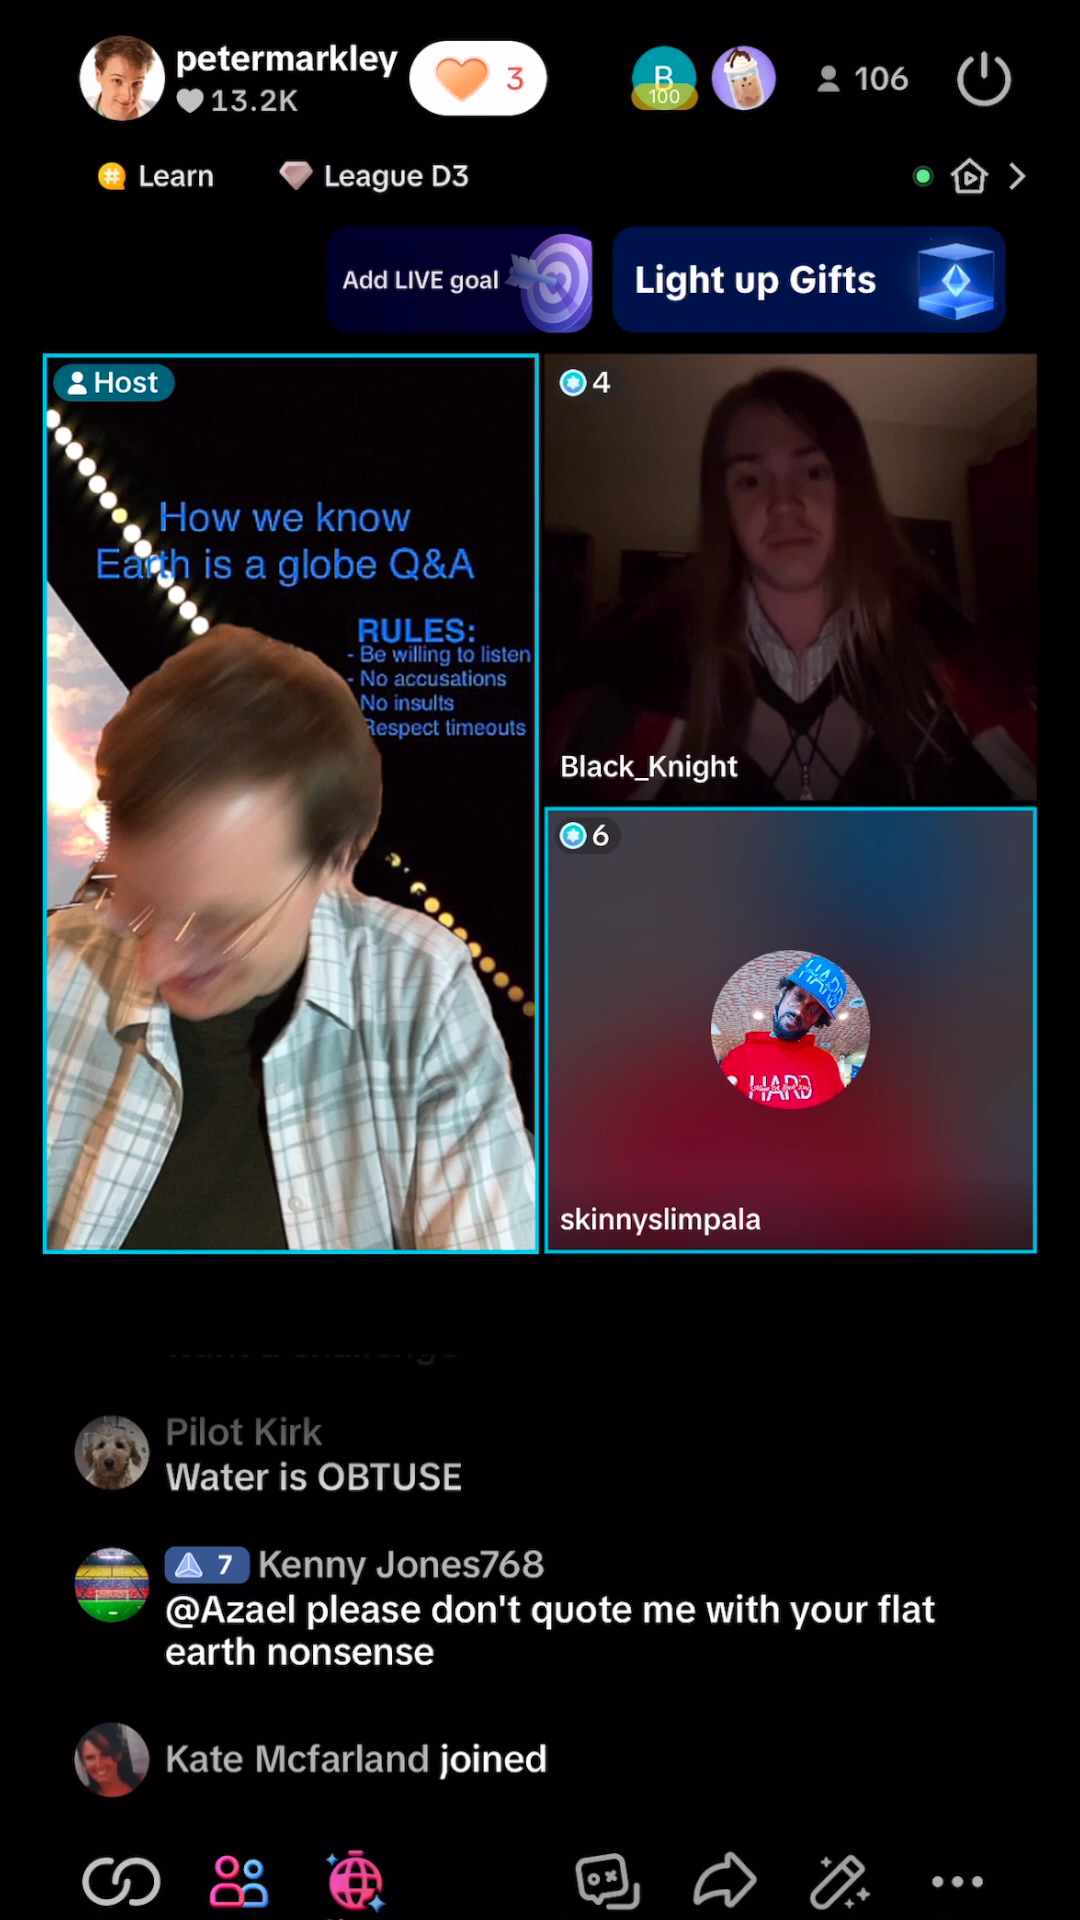 petermarkley
13.2K
3
B
100
106
Learn
League D3
Add LIVE goal
Light up Gifts
Host
How we know
Earth is a globe Q&A
RULES:
- Be willing to listen
- No accusations
No insults
Respect timeouts
4
Black_Knight
6
HARD
HARD
skinnyslimpala
want a challenge
Pilot Kirk
Water is OBTUSE
7 Kenny Jones768
@Azael please don't quote me with your flat
earth nonsense
Kate Mcfarland joined